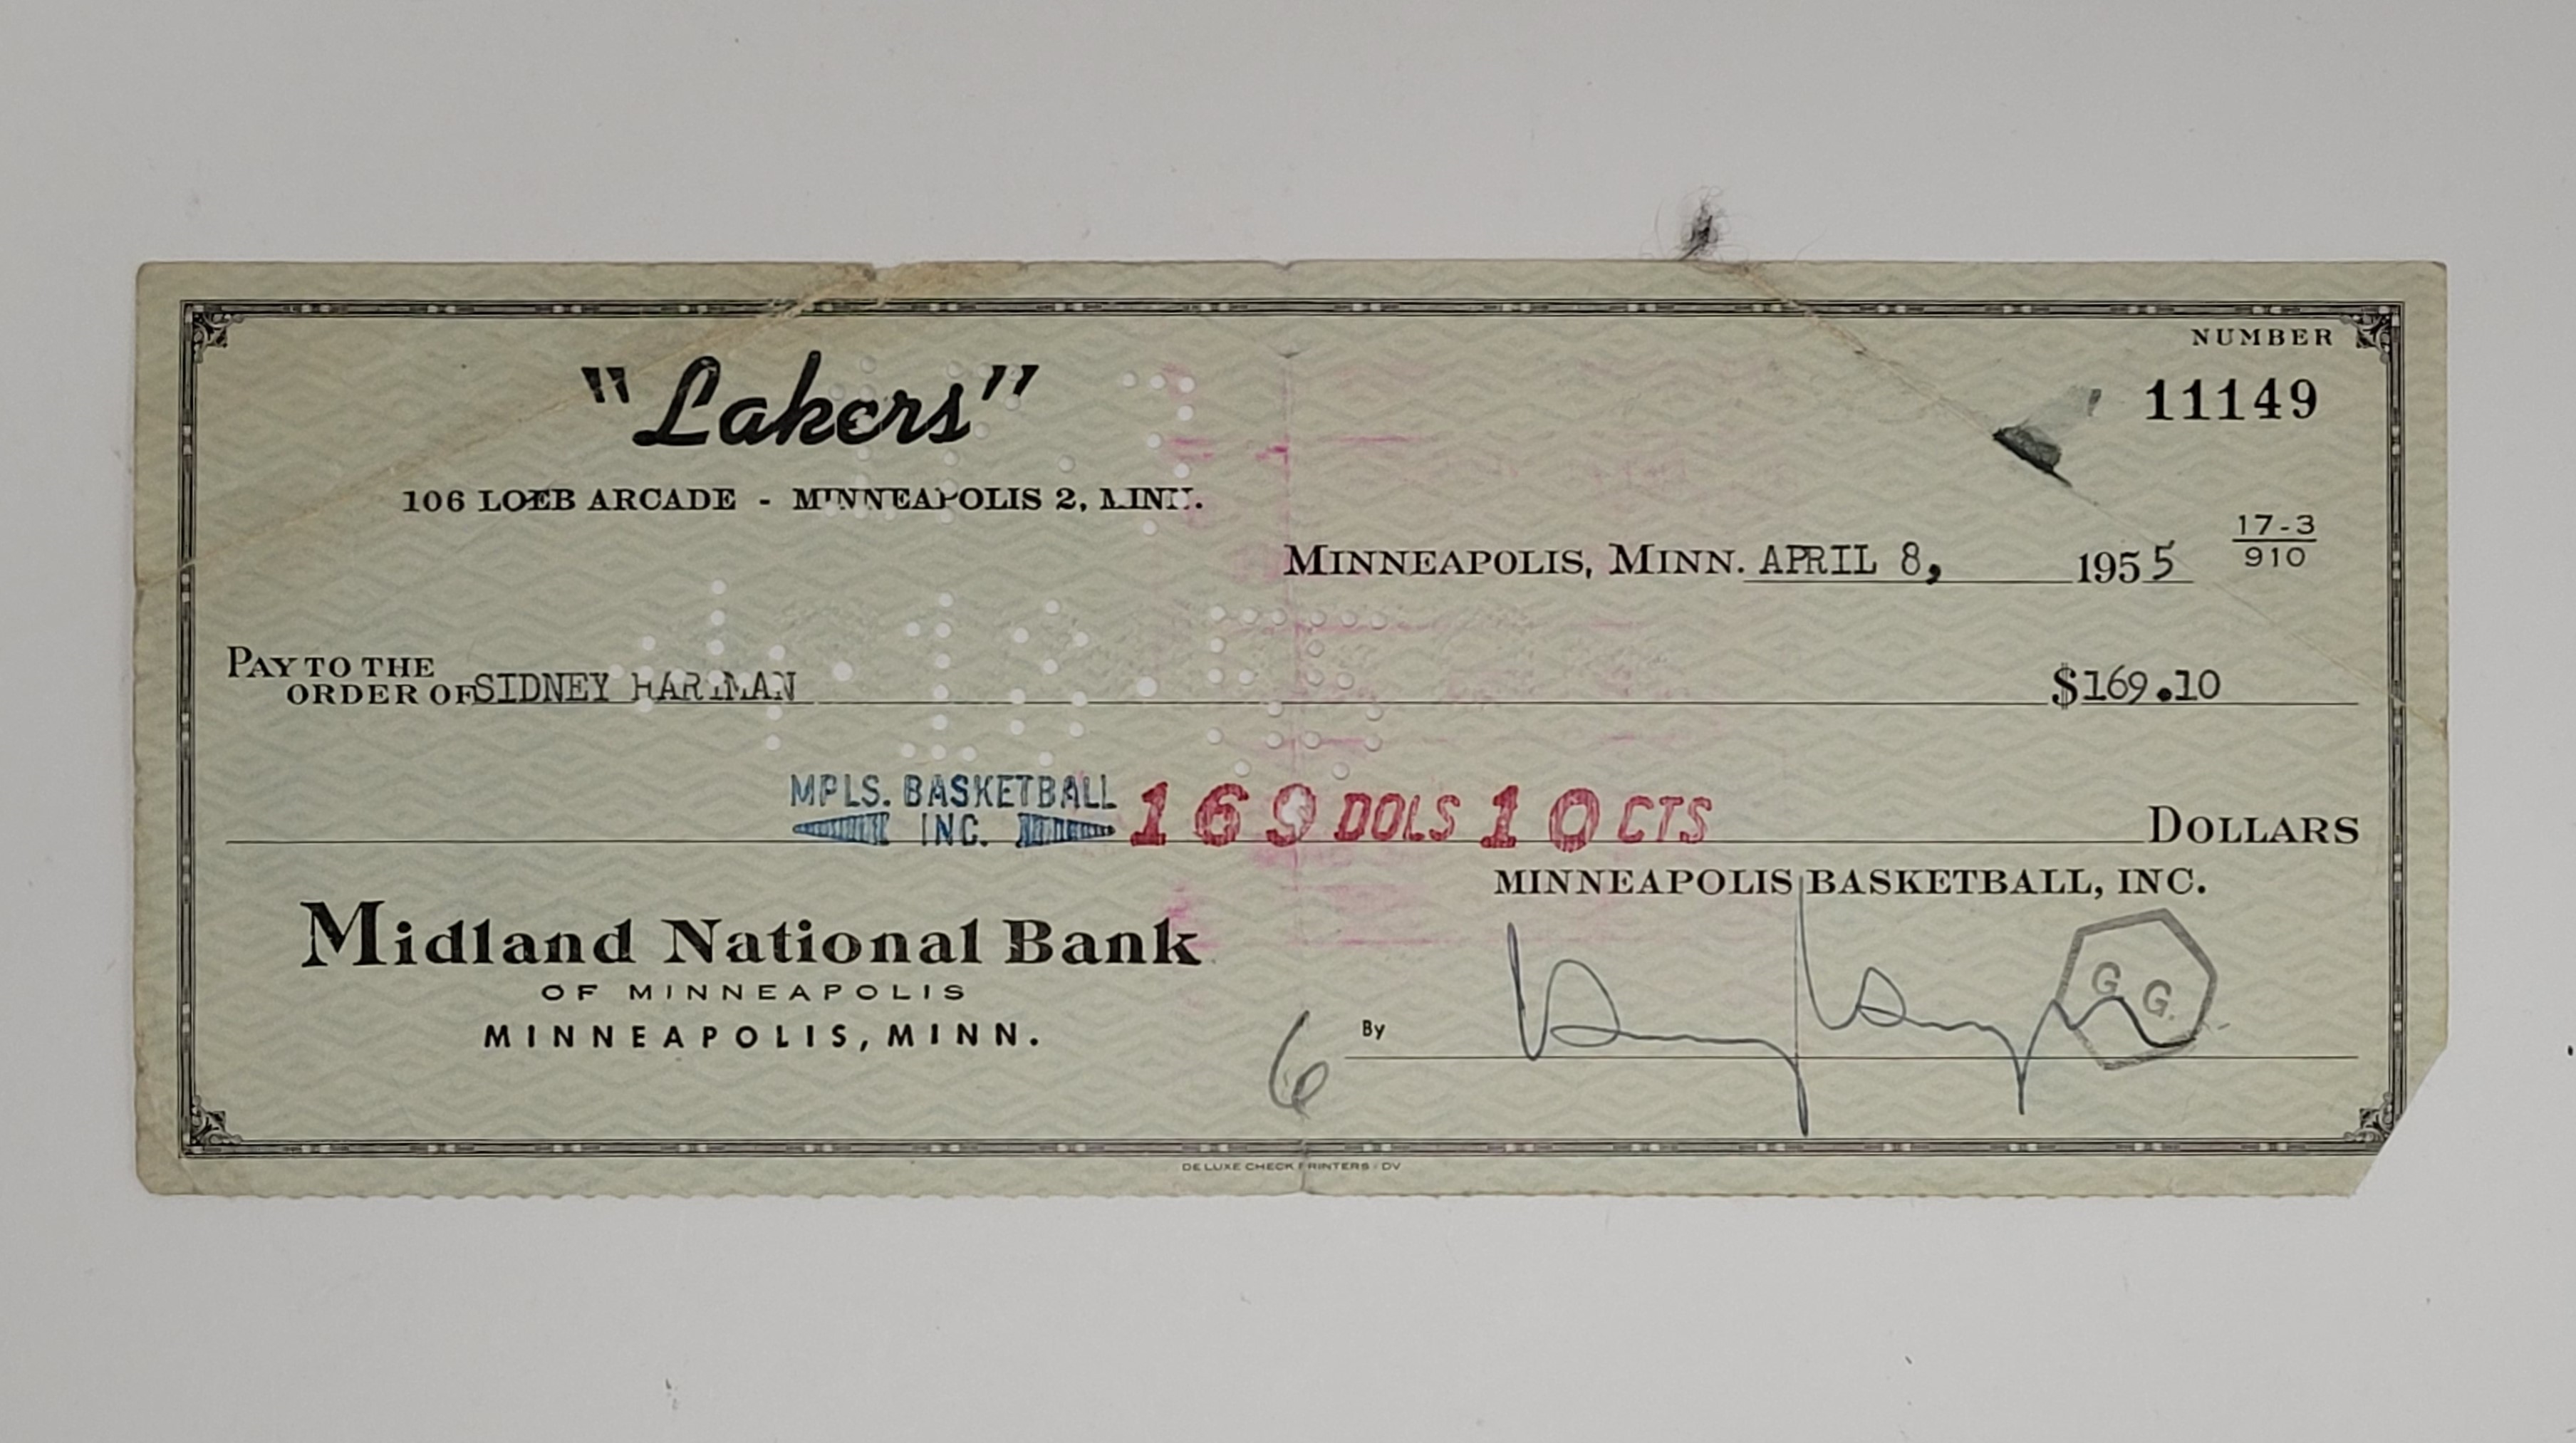 NUMBER
"Lakers"
11149
106 LOEB ARCADE - MINNEAPOLIS 2, MINN.
17-3
910
MINNEAPOLIS, MINN. APRIL 8, 1955
PAY TO THE
ORDER OF SIDNEY HARTMAN $169.10
MPLS. BASKETBALL
INC. 169 DOLS 10 CTS DOLLARS
MINNEAPOLIS BASKETBALL, INC.
Midland National Bank
OF MINNEAPOLIS
MINNEAPOLIS, MINN.
By
G G.
6
DE LUXE CHECK PRINTERS - DV